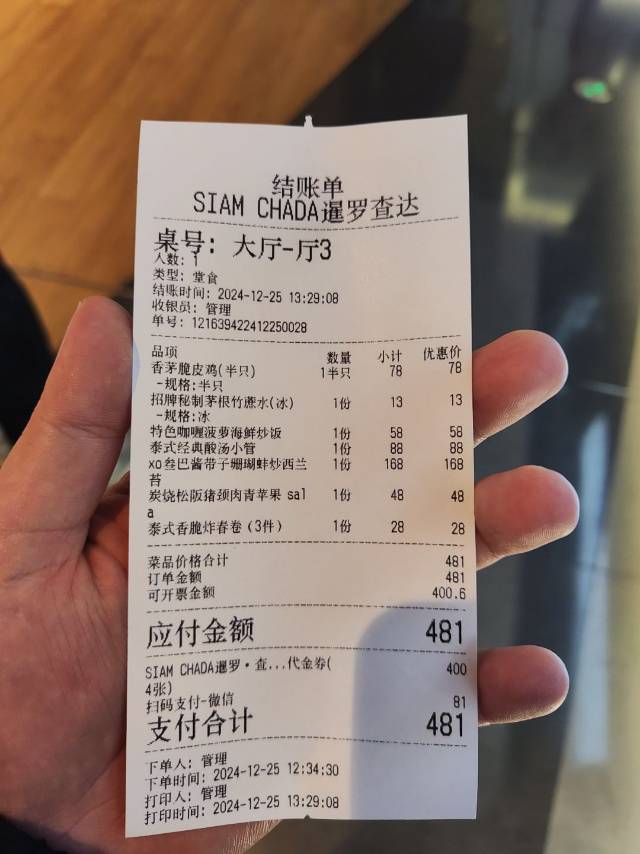 结账单
SIAM CHADA暹罗查达
桌号: 大厅-厅3
人数: 1
类型: 堂食
结账时间: 2024-12-25 13:29:08
收银员: 管理
单号: 121639422412250028
品项 数量 小计 优惠价
香茅脆皮鸡(半只) 1半只 78 78
-规格:半只
招牌秘制茅根竹蔗水(冰) 1份 13 13
-规格:冰
特色咖喱菠萝海鲜炒饭 1份 58 58
泰式经典酸汤小管 1份 88 88
xo叁巴酱带子珊瑚蚌炒西兰 1份 168 168
苔
炭烧松阪猪颈肉青苹果 sal 1份 48 48
a
泰式香脆炸春卷（3件） 1份 28 28
菜品价格合计 481
订单金额 481
可开票金额 400.6
应付金额 481
SIAM CHADA暹罗·查...代金券( 400
4张)
扫码支付-微信 81
支付合计 481
下单人: 管理
下单时间: 2024-12-25 12:34:30
打印人: 管理
打印时间: 2024-12-25 13:29:08